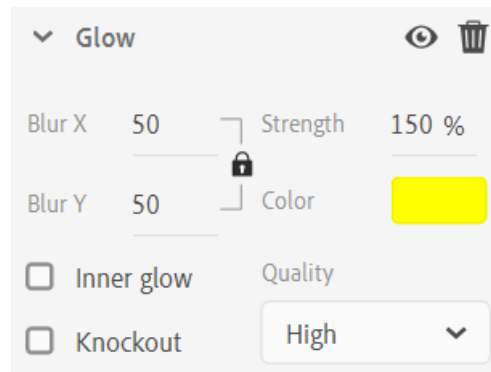 Glow
Blur X 50 Strength 150 %
Blur Y 50 Color
Inner glow Quality
Knockout High